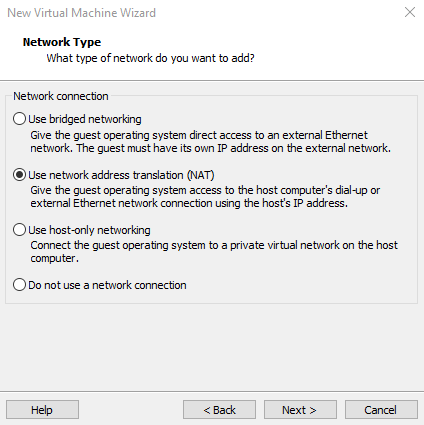 New Virtual Machine Wizard
Network Type
What type of network do you want to add?
Network connection
Use bridged networking
Give the guest operating system direct access to an external Ethernet
network. The guest must have its own IP address on the external network.
Use network address translation (NAT)
Give the guest operating system access to the host computer's dial-up or
external Ethernet network connection using the host's IP address.
Use host-only networking
Connect the guest operating system to a private virtual network on the host
computer.
Do not use a network connection
Help
< Back
Next >
Cancel